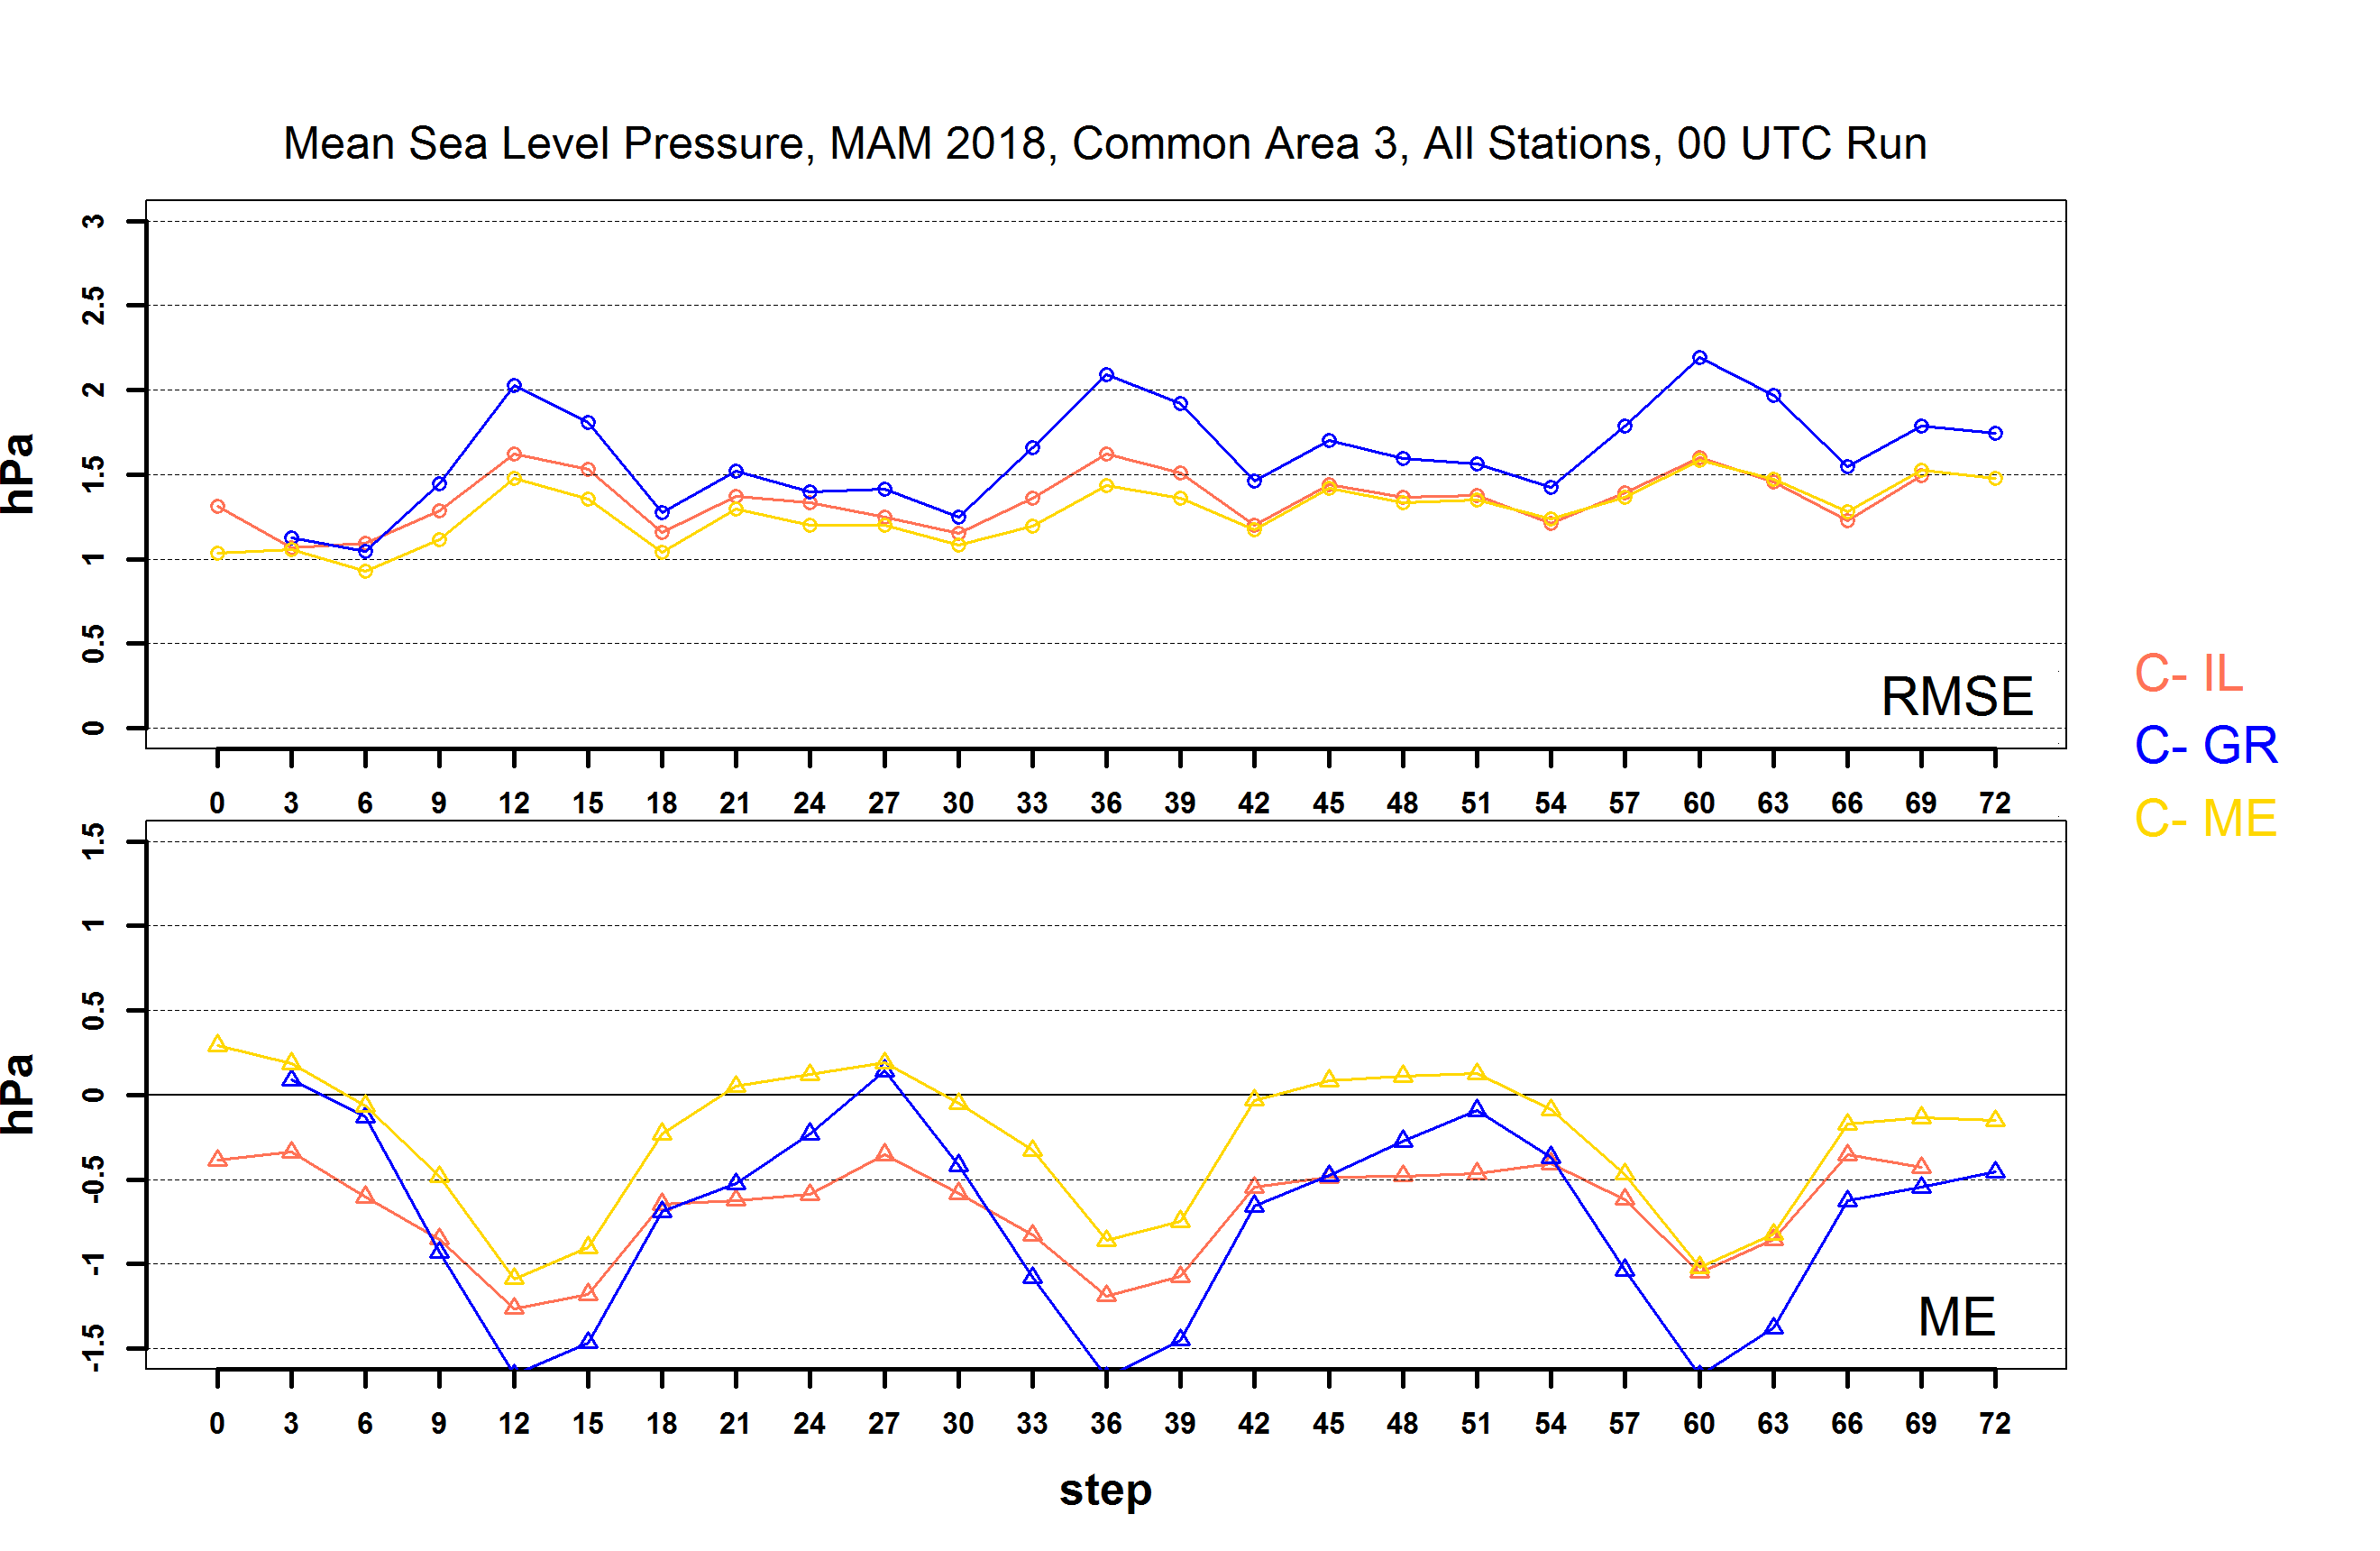 Mean Sea Level Pressure, MAM 2018, Common Area 3, All Stations, 00 UTC Run
hPa
3
2.5
2
1.5
1
0.5
0
RMSE
0 3 6 9 12 15 18 21 24 27 30 33 36 39 42 45 48 51 54 57 60 63 66 69 72
C- IL
C- GR
C- ME
hPa
1.5
1
0.5
0
-0.5
-1
-1.5
ME
0 3 6 9 12 15 18 21 24 27 30 33 36 39 42 45 48 51 54 57 60 63 66 69 72
step